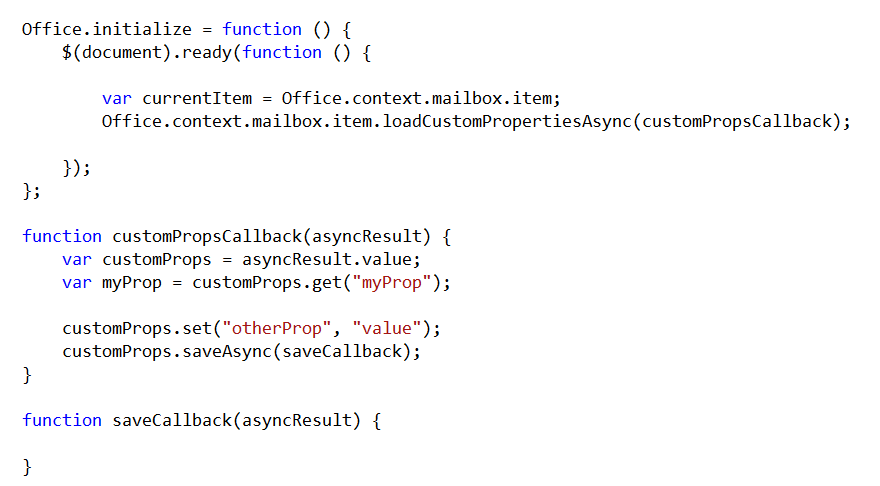 Office.initialize = function () {
    $(document).ready(function () {

        var currentItem = Office.context.mailbox.item;
        Office.context.mailbox.item.loadCustomPropertiesAsync(customPropsCallback);

    });
};

function customPropsCallback(asyncResult) {
    var customProps = asyncResult.value;
    var myProp = customProps.get("myProp");

    customProps.set("otherProp", "value");
    customProps.saveAsync(saveCallback);
}

function saveCallback(asyncResult) {

}